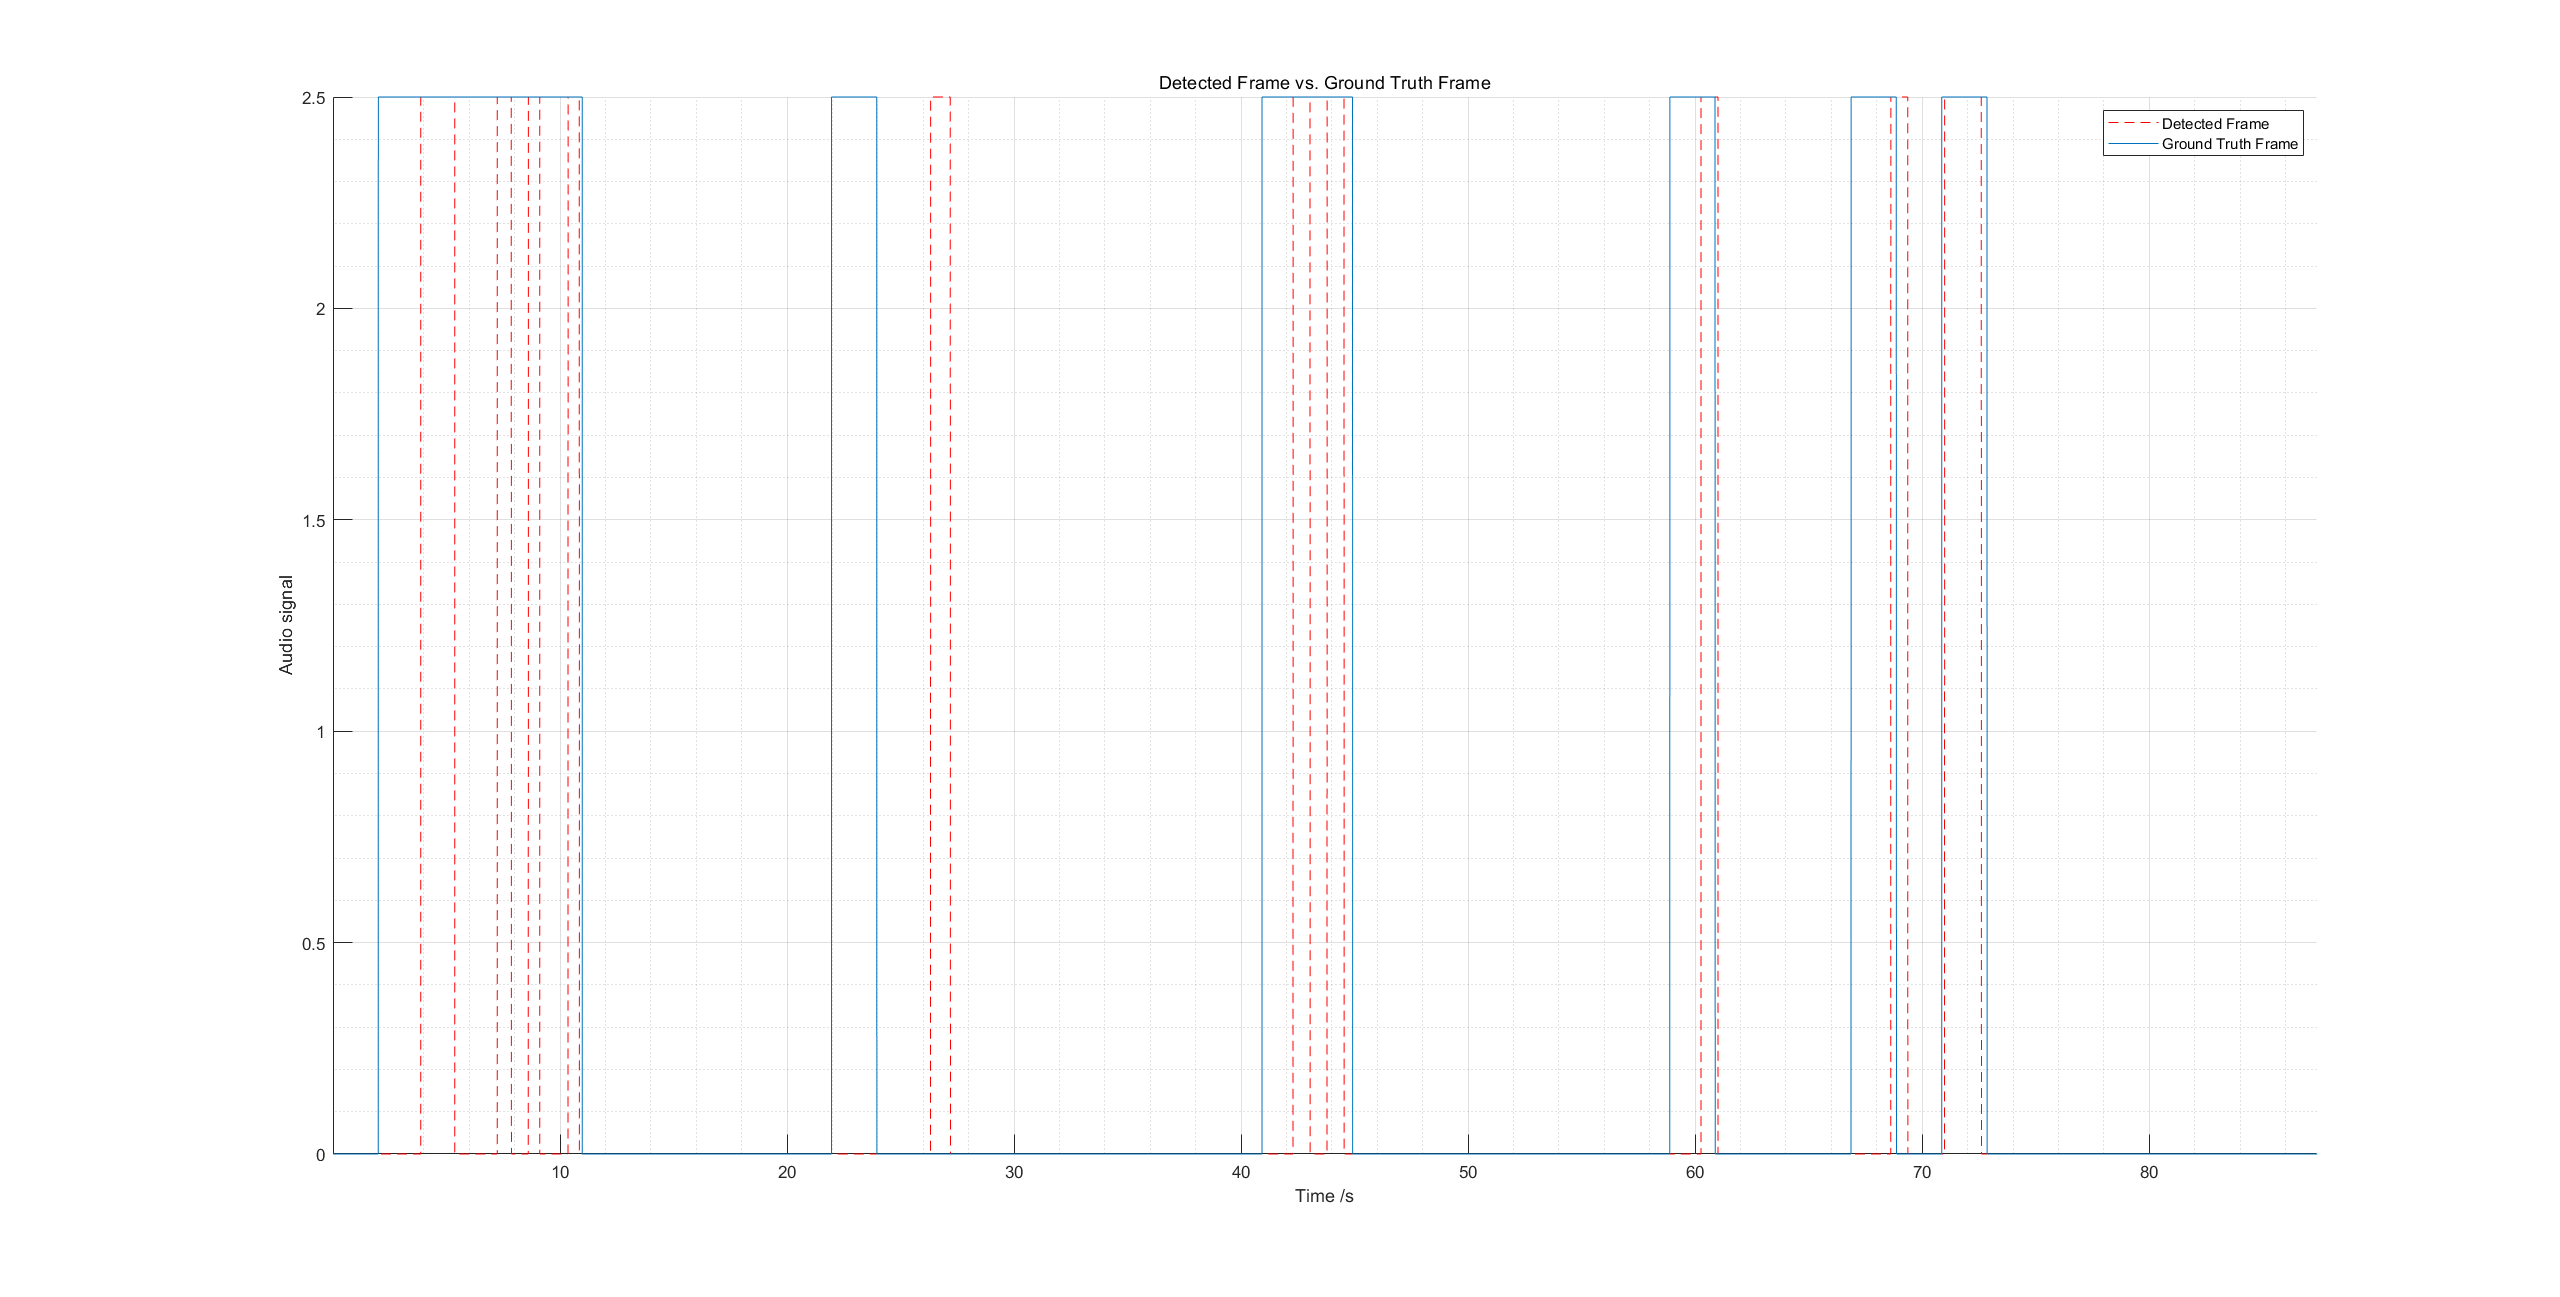 Detected Frame vs. Ground Truth Frame
2.5
2
1.5
1
0.5
0
Audio signal
Detected Frame
Ground Truth Frame
10 20 30 40 50 60 70 80
Time /s